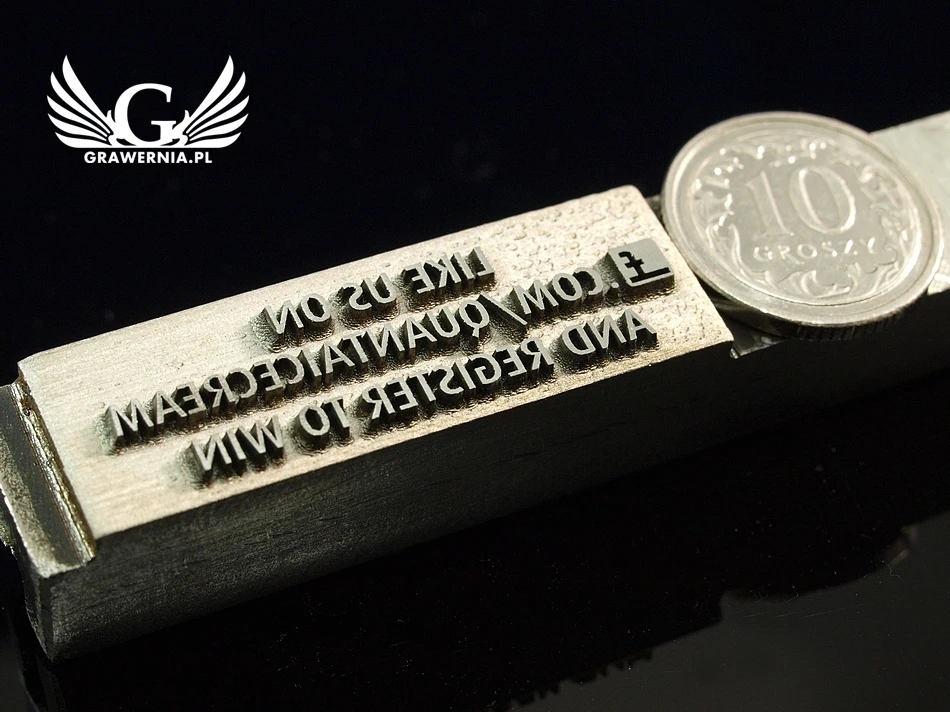 G
GRAWERNIA.PL
10
GROSZY
LIKE US ON
f.COM/QUANTAICECREAM
AND REGISTER TO WIN